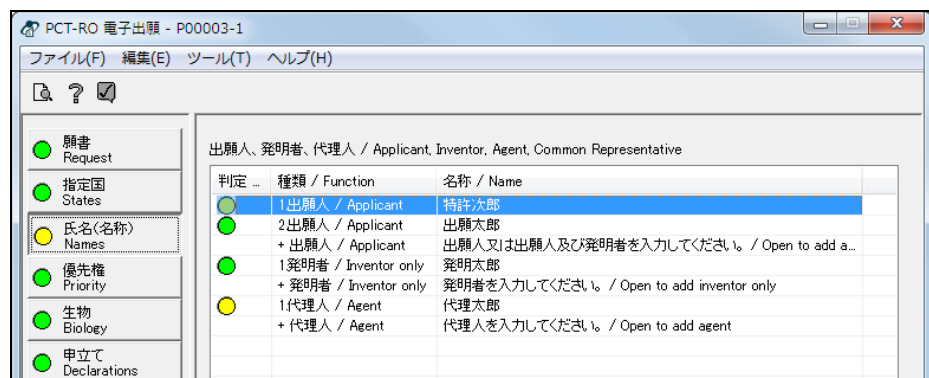 PCT-RO 電子出願 - P00003-1
ファイル(F) 編集(E) ツール(T) ヘルプ(H)
願書
Request
指定国
States
氏名(名称)
Names
優先権
Priority
生物
Biology
申立て
Declarations
出願人、発明者、代理人 / Applicant, Inventor, Agent, Common Representative
判定 ... 種類 / Function 名称 / Name
1出願人 / Applicant 特許次郎
2出願人 / Applicant 出願太郎
+ 出願人 / Applicant 出願人又は出願人及び発明者を入力してください。 / Open to add a...
1発明者 / Inventor only 発明太郎
+ 発明者 / Inventor only 発明者を入力してください。 / Open to add inventor only
1代理人 / Agent 代理太郎
+ 代理人 / Agent 代理人を入力してください。 / Open to add agent